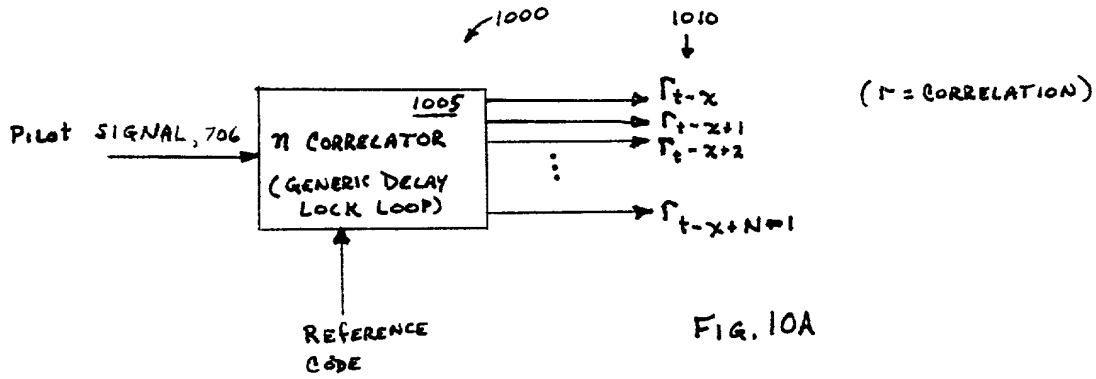 1000
1010
1005
Pilot SIGNAL, 706
n CORRELATOR
(GENERIC DELAY
LOCK LOOP)
Γt-x
Γt-x+1
Γt-x+2
⋮
Γt-x+N-1
(Γ = CORRELATION)
REFERENCE
CODE
FIG. 10A